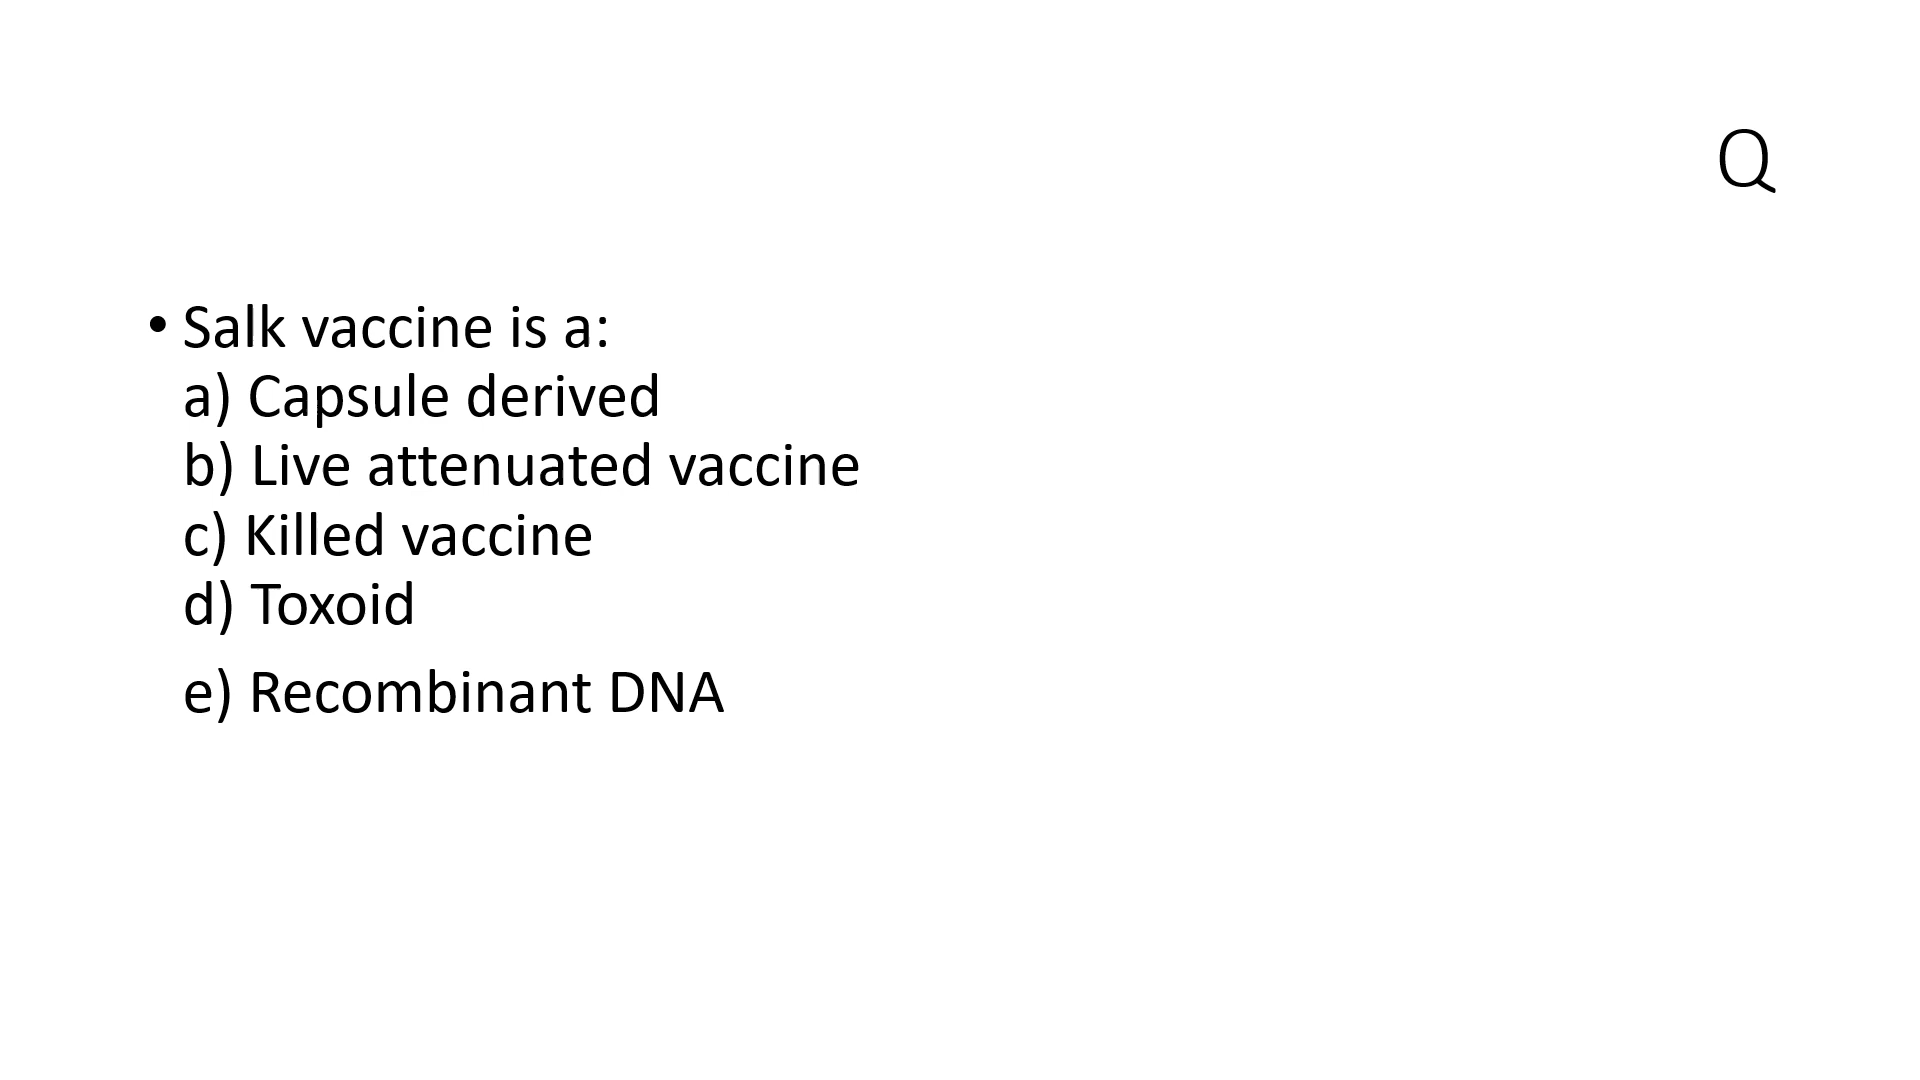 Q
• Salk vaccine is a:
a) Capsule derived
b) Live attenuated vaccine
c) Killed vaccine
d) Toxoid
e) Recombinant DNA